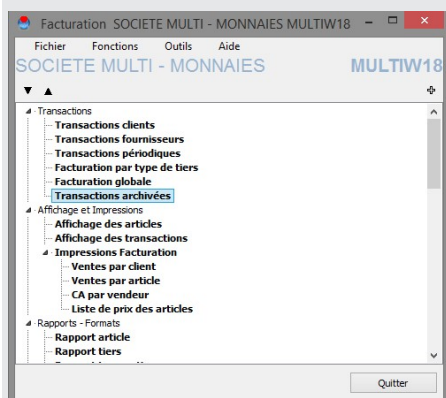 Facturation SOCIETE MULTI - MONNAIES MULTIW18
Fichier Fonctions Outils Aide
SOCIETE MULTI - MONNAIES MULTIW18
Transactions
Transactions clients
Transactions fournisseurs
Transactions périodiques
Facturation par type de tiers
Facturation globale
Transactions archivées
Affichage et Impressions
Affichage des articles
Affichage des transactions
Impressions Facturation
Ventes par client
Ventes par article
CA par vendeur
Liste de prix des articles
Rapports - Formats
Rapport article
Rapport tiers
Quitter